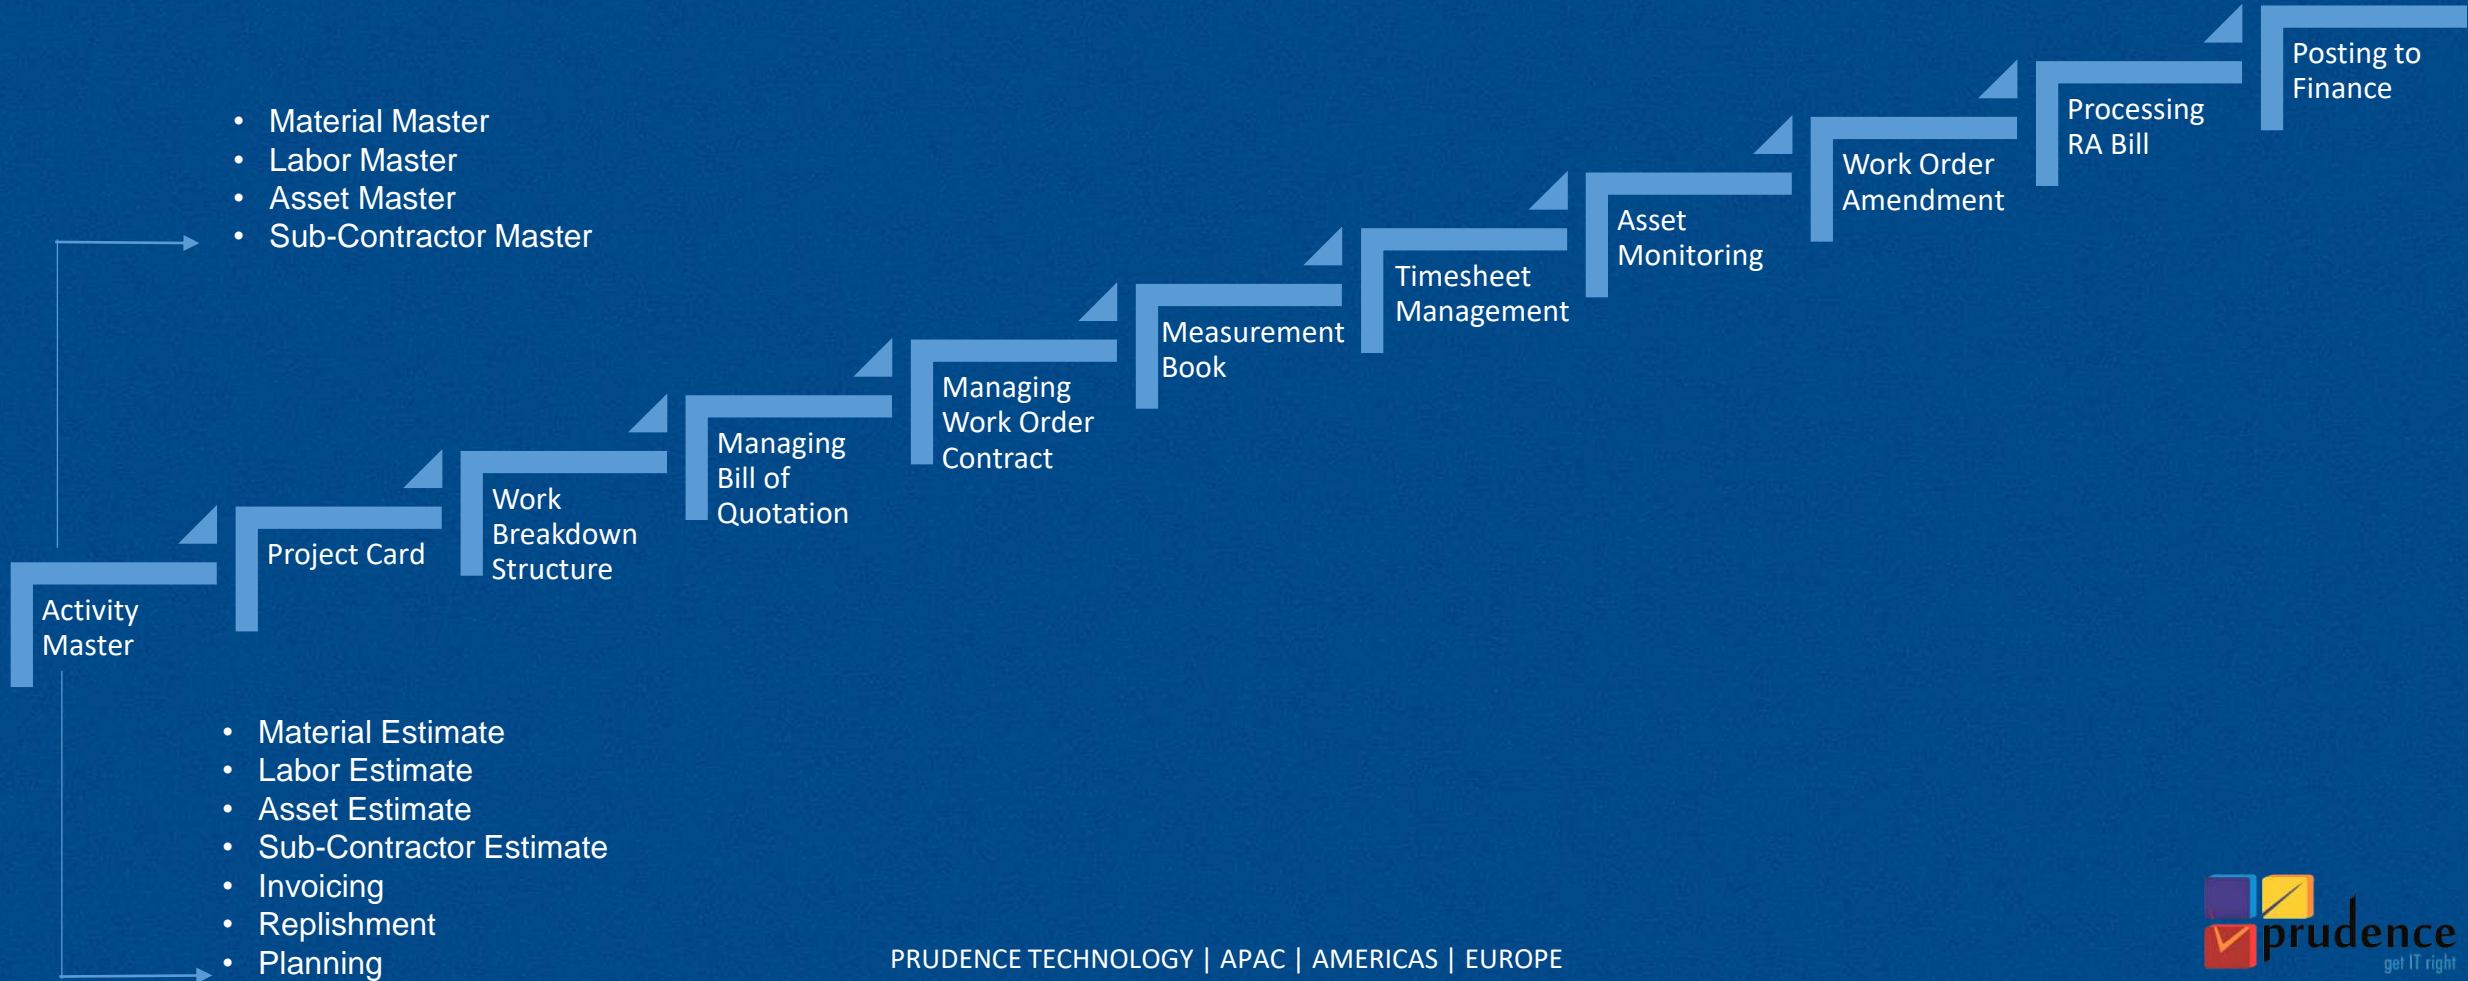 • Material Master
• Labor Master
• Asset Master
• Sub-Contractor Master
Activity
Master
Project Card
Work
Breakdown
Structure
Managing
Bill of
Quotation
Managing
Work Order
Contract
Measurement
Book
Timesheet
Management
Asset
Monitoring
Work Order
Amendment
Processing
RA Bill
Posting to
Finance
• Material Estimate
• Labor Estimate
• Asset Estimate
• Sub-Contractor Estimate
• Invoicing
• Replishment
• Planning
PRUDENCE TECHNOLOGY | APAC | AMERICAS | EUROPE
prudence
get IT right